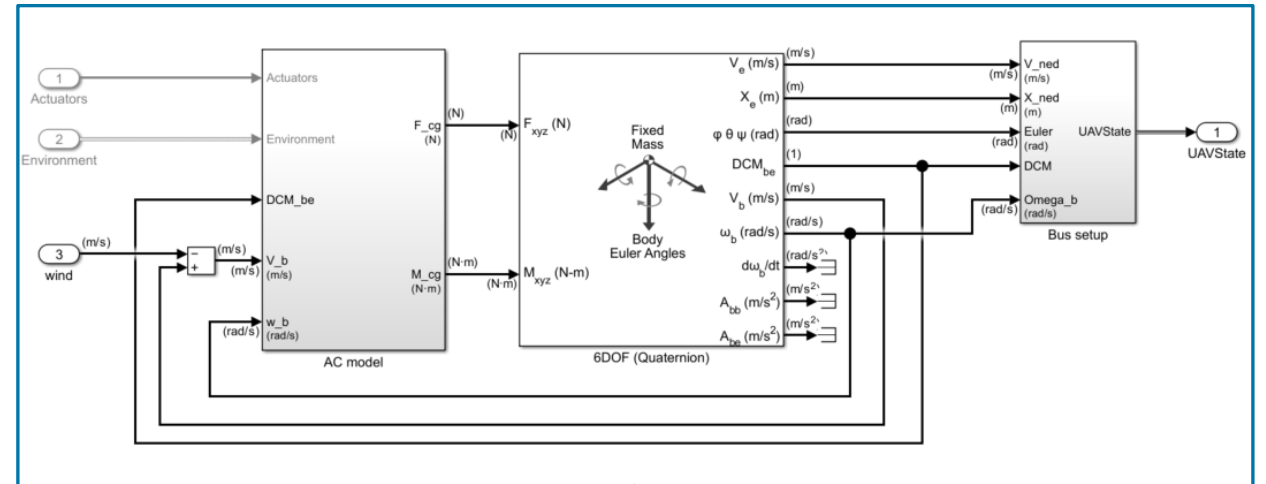 1
Actuators
2
Environment
3
wind
(m/s)
−
+
(m/s)
(m/s)
(rad/s)
Actuators
Environment
DCM_be
V_b
(m/s)
w_b
(rad/s)
F_cg
(N)
M_cg
(N·m)
AC model
(N)
(N)
(N·m)
(N·m)
F_xyz (N)
M_xyz (N-m)
Fixed
Mass
Body
Euler Angles
V_e (m/s)
X_e (m)
φ θ ψ (rad)
DCM_be
V_b (m/s)
ω_b (rad/s)
dω_b/dt
A_bb (m/s²)
A_be (m/s²)
6DOF (Quaternion)
(m/s)
(m)
(rad)
(1)
(m/s)
(rad/s)
(rad/s²)
(m/s²)
(m/s²)
(m/s)
(m)
(rad)
(rad/s)
V_ned
(m/s)
X_ned
(m)
Euler
(rad)
DCM
Omega_b
(rad/s)
UAVState
Bus setup
1
UAVState